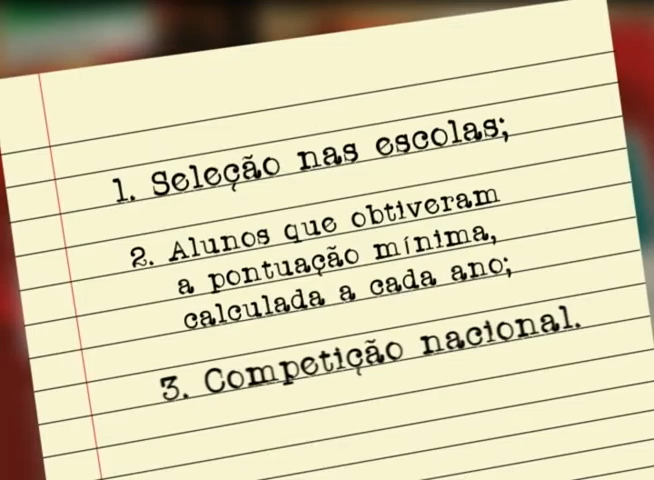 1. Seleção nas escolas;
2. Alunos que obtiveram
a pontuação mínima,
calculada a cada ano;
3. Competição nacional.